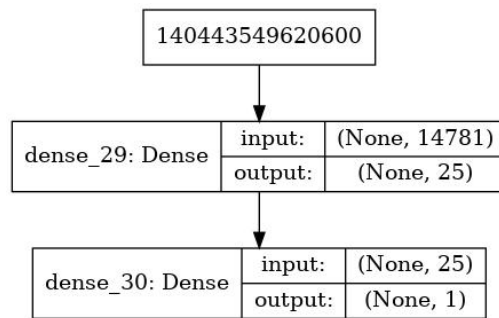 140443549620600
dense_29: Dense
input: (None, 14781)
output: (None, 25)
dense_30: Dense
input: (None, 25)
output: (None, 1)